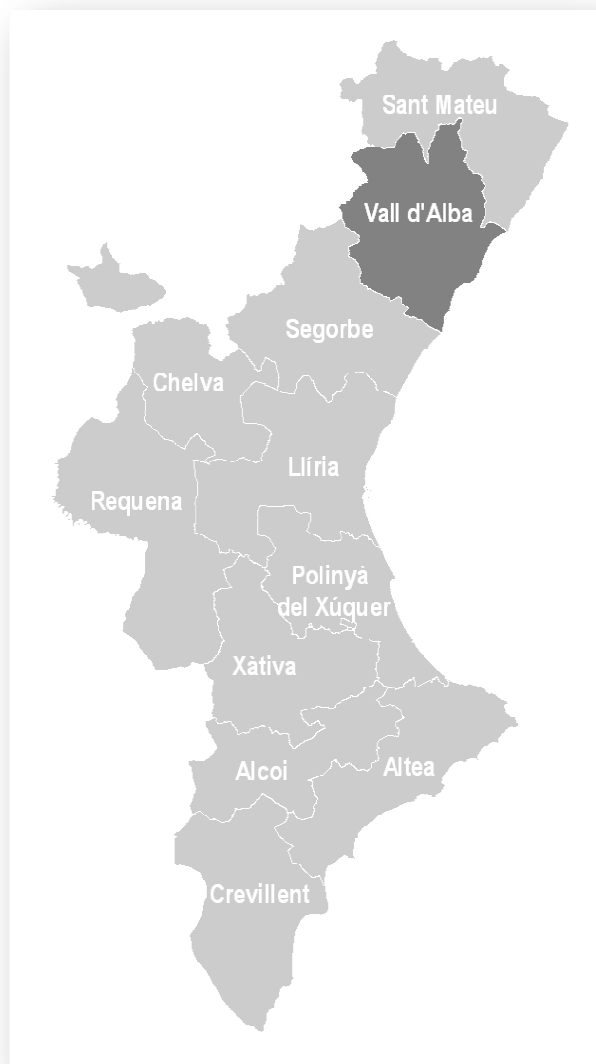 Sant Mateu
Vall d'Alba
Segorbe
Chelva
Llíria
Requena
Polinyà
del Xúquer
Xàtiva
Alcoi
Altea
Crevillent